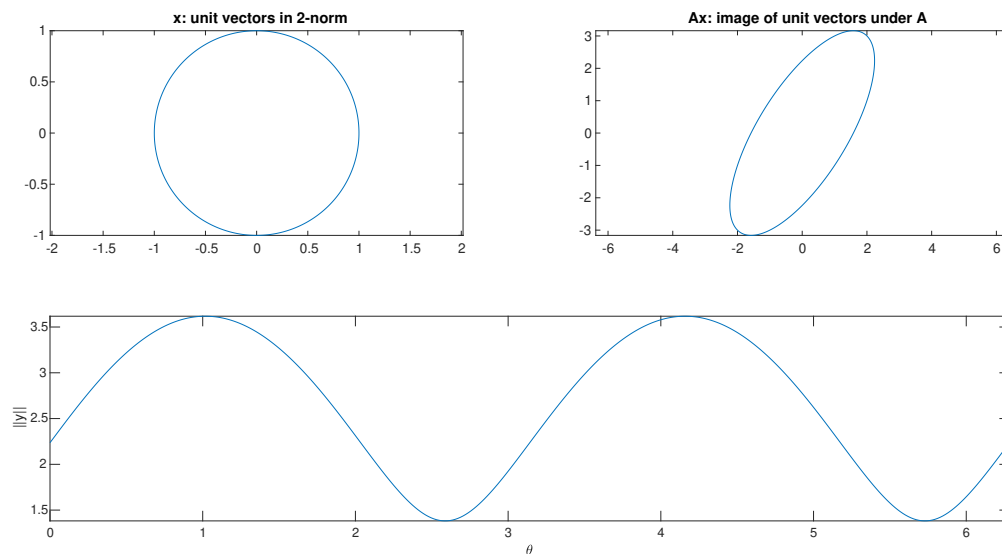 x: unit vectors in 2-norm
1
0.5
0
-0.5
-1
-2 -1.5 -1 -0.5 0 0.5 1 1.5 2
Ax: image of unit vectors under A
3
2
1
0
-1
-2
-3
-6 -4 -2 0 2 4 6
||y||
3.5
3
2.5
2
1.5
0 1 2 3 4 5 6
θ